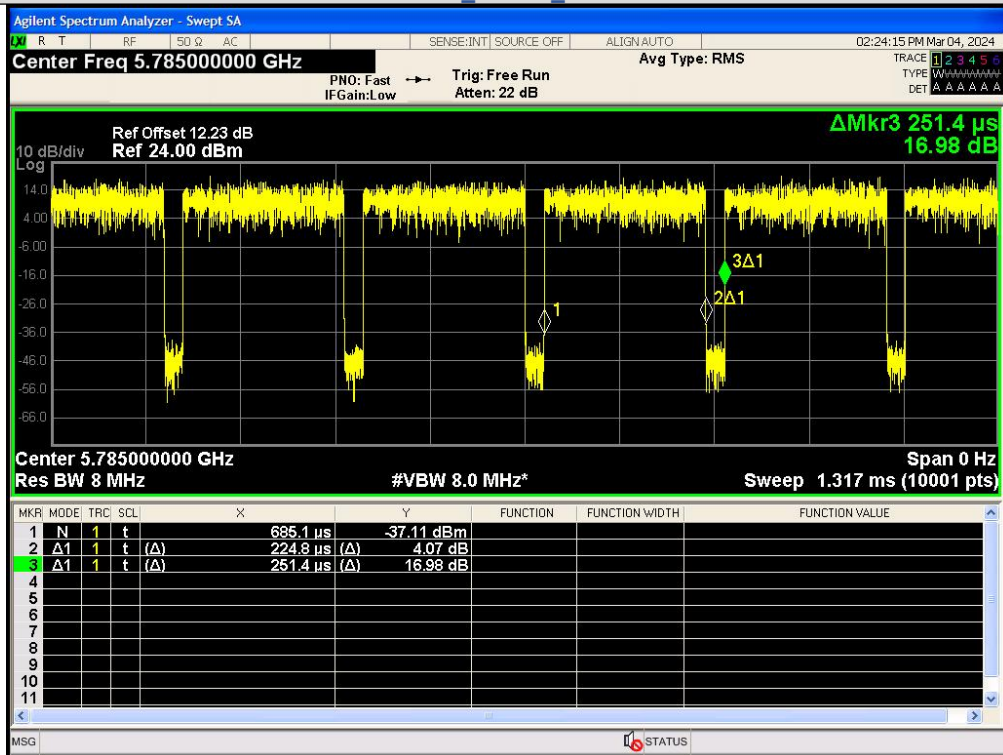 Agilent Spectrum Analyzer - Swept SA
LXI R T RF 50 Ω AC SENSE:INT SOURCE OFF ALIGN AUTO 02:24:15 PM Mar 04, 2024
Center Freq 5.785000000 GHz Avg Type: RMS TRACE 1 2 3 4 5 6
PNO: Fast Trig: Free Run TYPE W
IFGain:Low Atten: 22 dB DET A A A A A A
ΔMkr3 251.4 µs
Ref Offset 12.23 dB
10 dB/div Ref 24.00 dBm 16.98 dB
Log
14.0
4.00
-6.00
3Δ1
-16.0
2Δ1
-26.0
1
-36.0
-46.0
-56.0
-66.0
Center 5.785000000 GHz Span 0 Hz
Res BW 8 MHz #VBW 8.0 MHz* Sweep 1.317 ms (10001 pts)
MKR MODE TRC SCL X Y FUNCTION FUNCTION WIDTH FUNCTION VALUE
1 N 1 t 685.1 µs -37.11 dBm
2 Δ1 1 t (Δ) 224.8 µs (Δ) 4.07 dB
3 Δ1 1 t (Δ) 251.4 µs (Δ) 16.98 dB
4
5
6
7
8
9
10
11
MSG STATUS